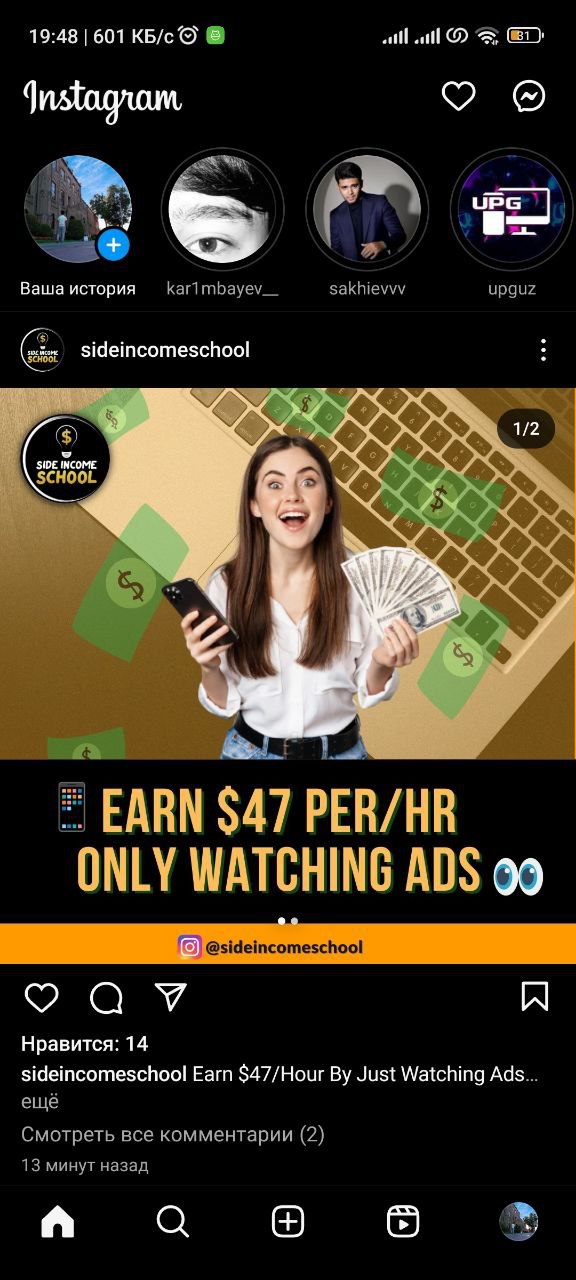 19:48 | 601 КБ/с
31
Instagram
UPG
Ваша история
kar1mbayev__
sakhievvv
upguz
SIDE INCOME
SCHOOL
sideincomeschool
1/2
$
SIDE INCOME
SCHOOL
EARN $47 PER/HR
ONLY WATCHING ADS
@sideincomeschool
Нравится: 14
sideincomeschool Earn $47/Hour By Just Watching Ads...
ещё
Смотреть все комментарии (2)
13 минут назад